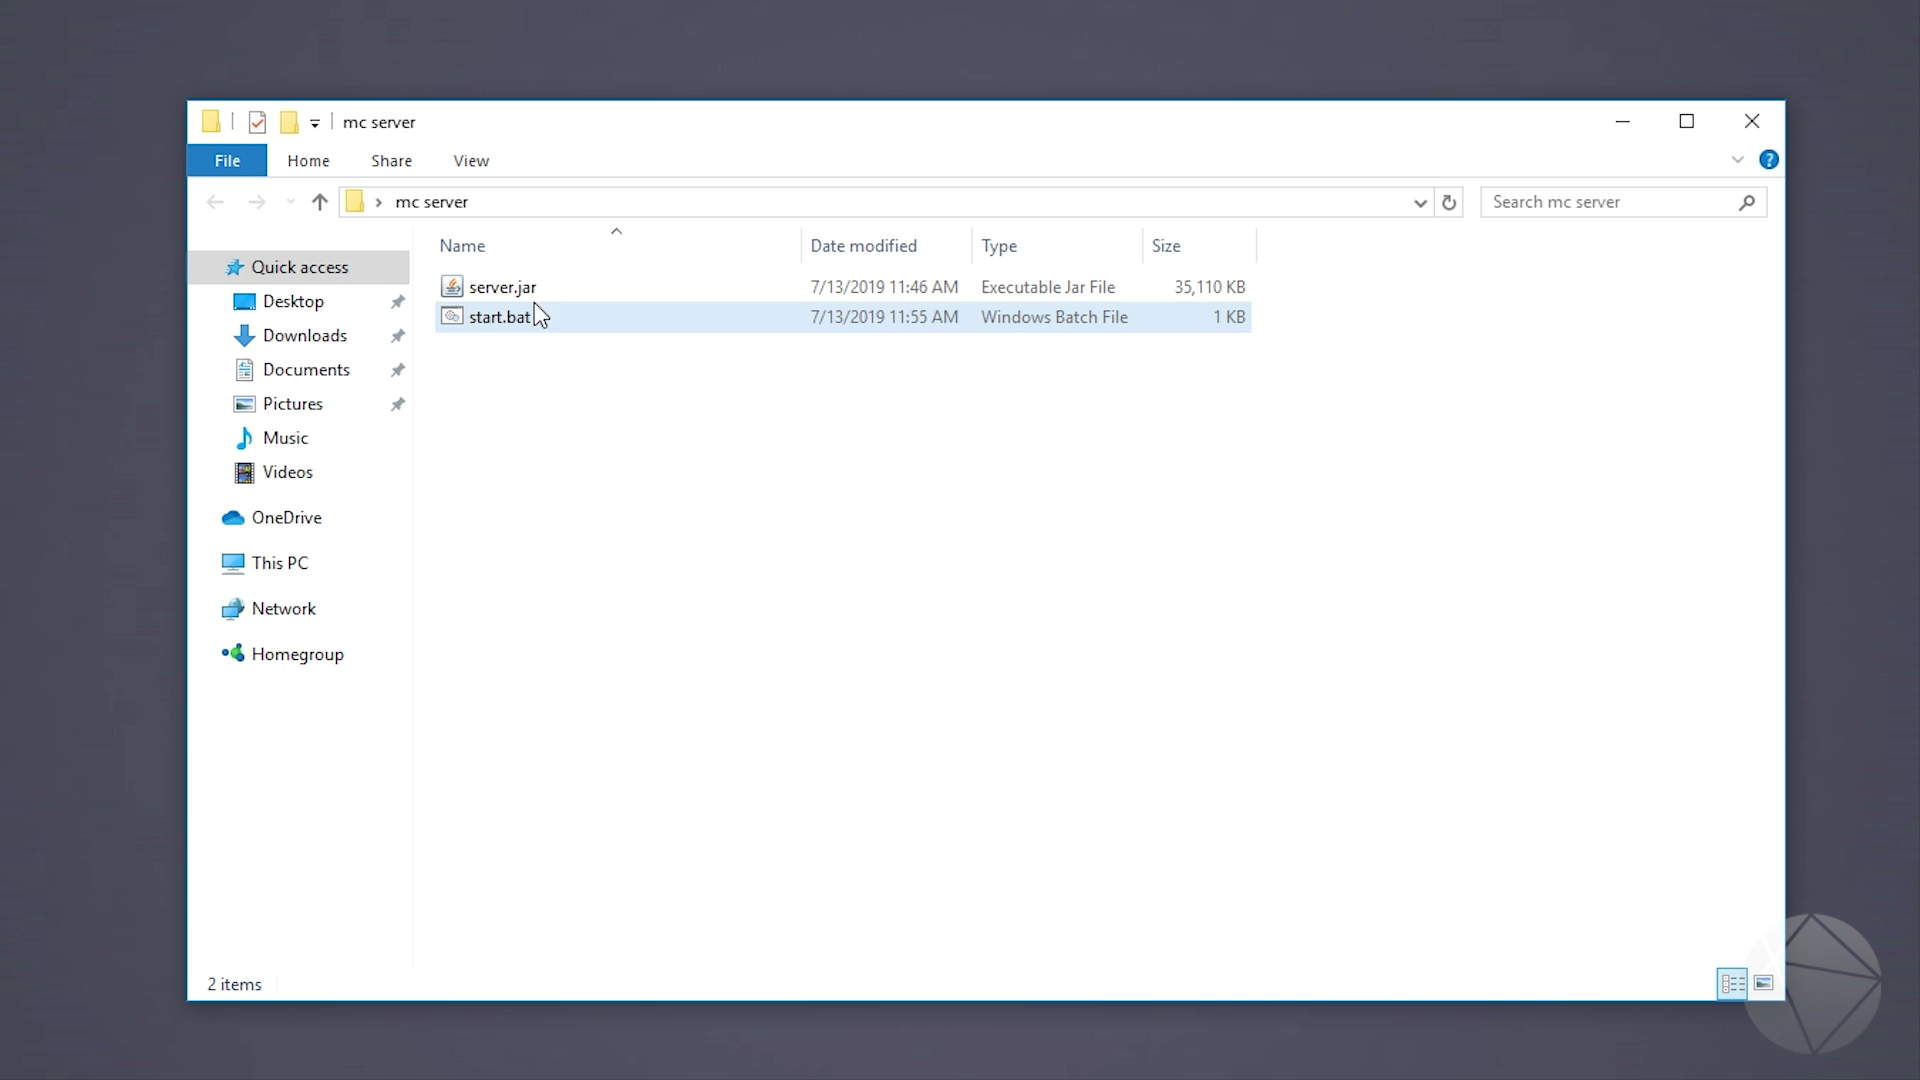 mc server
File Home Share View
mc server
Search mc server
Name Date modified Type Size
Quick access
Desktop
Downloads
Documents
Pictures
Music
Videos
OneDrive
This PC
Network
Homegroup
server.jar 7/13/2019 11:46 AM Executable Jar File 35,110 KB
start.bat 7/13/2019 11:55 AM Windows Batch File 1 KB
2 items